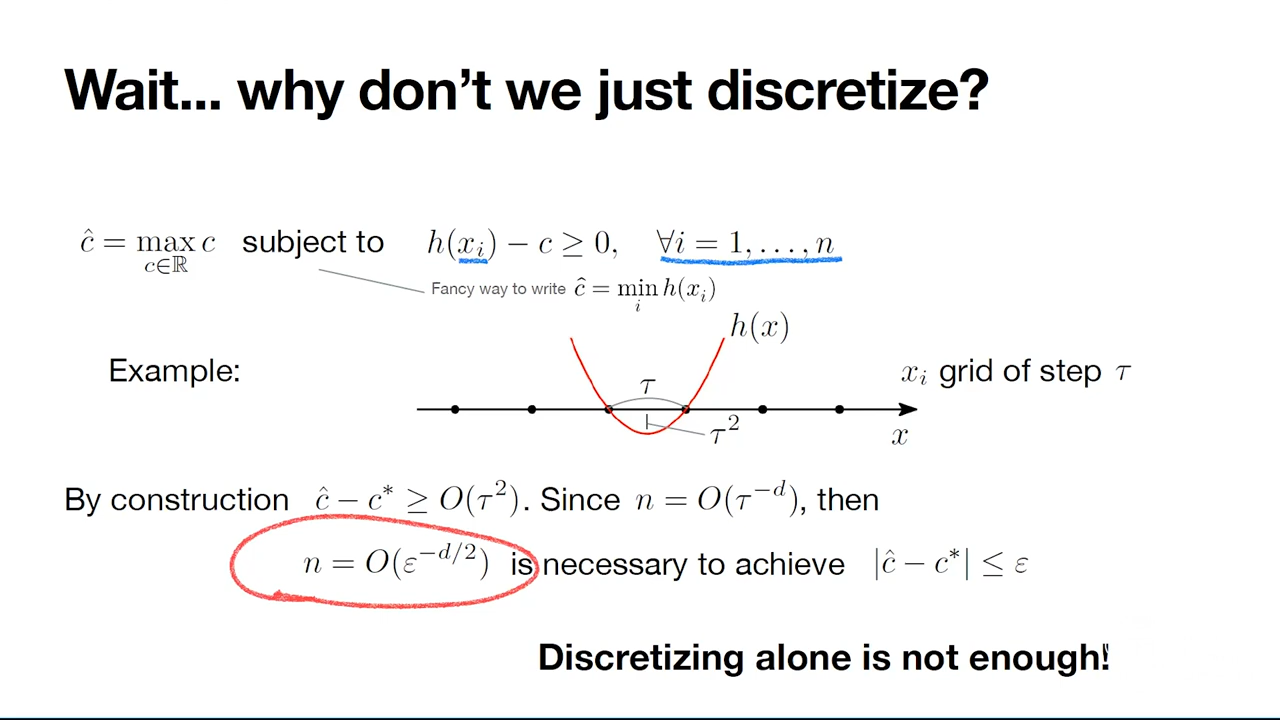 Wait... why don't we just discretize?
ĉ = max c subject to h(xᵢ) − c ≥ 0, ∀i = 1, . . . , n
c∈ℝ
Fancy way to write ĉ = min h(xᵢ)
i
h(x)
Example:
τ
xᵢ grid of step τ
τ²
x
By construction ĉ − c* ≥ O(τ²). Since n = O(τ⁻ᵈ), then
n = O(ε^{−d/2}) is necessary to achieve |ĉ − c*| ≤ ε
Discretizing alone is not enough!